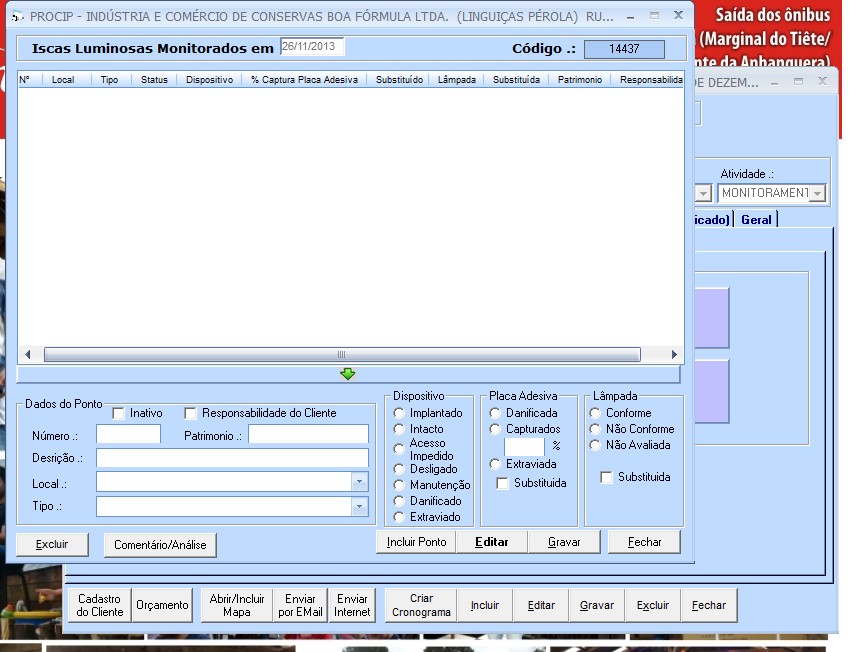 PROCIP - INDÚSTRIA E COMÉRCIO DE CONSERVAS BOA FÓRMULA LTDA. (LINGUIÇAS PÉROLA) RU...
Saída dos ônibus
(Marginal do Tiête/
nte da Anhanguera)
Iscas Luminosas Monitorados em 26/11/2013 Código .: 14437
DE DEZEM...
Nº Local Tipo Status Dispositivo % Captura Placa Adesiva Substituído Lâmpada Substituída Patrimonio Responsabilida
Atividade .:
MONITORAMENT
icado) Geral
Dados do Ponto
Inativo Responsabilidade do Cliente
Número .: Patrimonio .:
Desrição .:
Local .:
Tipo .:
Dispositivo
Implantado
Intacto
Acesso
Impedido
Desligado
Manutenção
Danificado
Extraviado
Placa Adesiva
Danificada
Capturados
%
Extraviada
Substituida
Lâmpada
Conforme
Não Conforme
Não Avaliada
Substituida
Excluir Comentário/Análise Incluir Ponto Editar Gravar Fechar
Cadastro
do Cliente
Orçamento
Abrir/Incluir
Mapa
Enviar
por EMail
Enviar
Internet
Criar
Cronograma
Incluir Editar Gravar Excluir Fechar